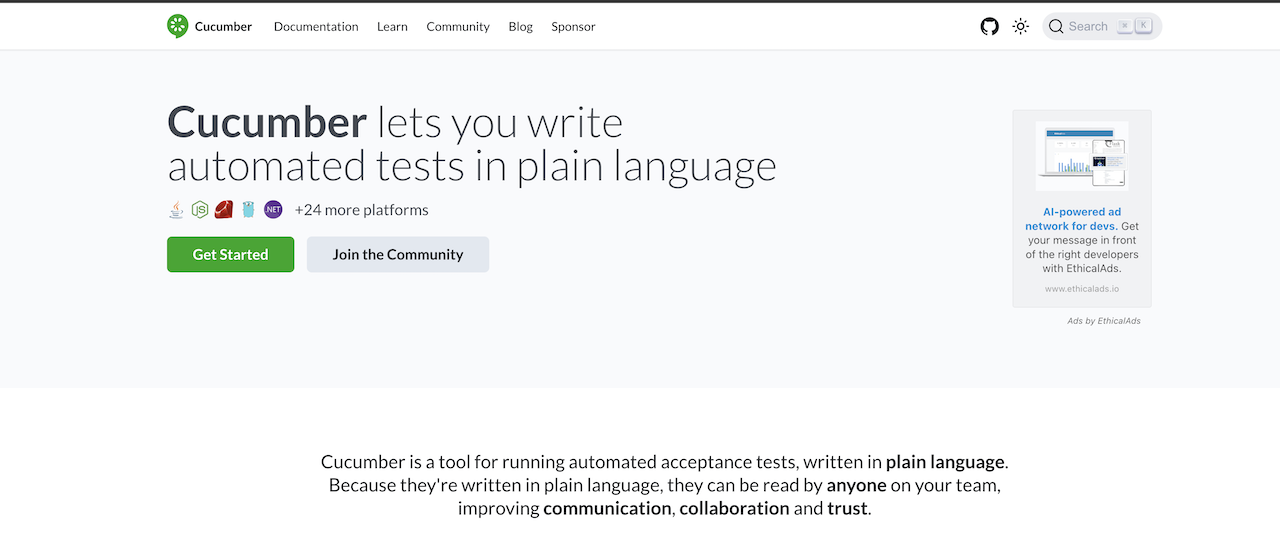 Cucumber Documentation Learn Community Blog Sponsor Search ⌘ K
Cucumber lets you write
automated tests in plain language
JS .NET +24 more platforms
Get Started Join the Community
AI-powered ad
network for devs. Get
your message in front
of the right developers
with EthicalAds.
www.ethicalads.io
Ads by EthicalAds
Cucumber is a tool for running automated acceptance tests, written in plain language.
Because they're written in plain language, they can be read by anyone on your team,
improving communication, collaboration and trust.